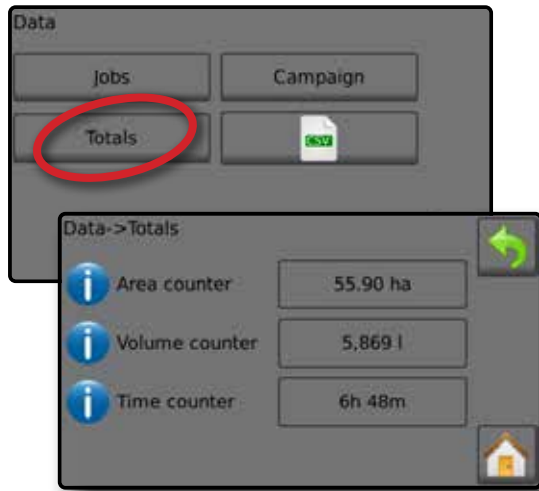 Data
Jobs
Campaign
Totals
CSV
Data->Totals
Area counter
55.90 ha
Volume counter
5,869 l
Time counter
6h 48m